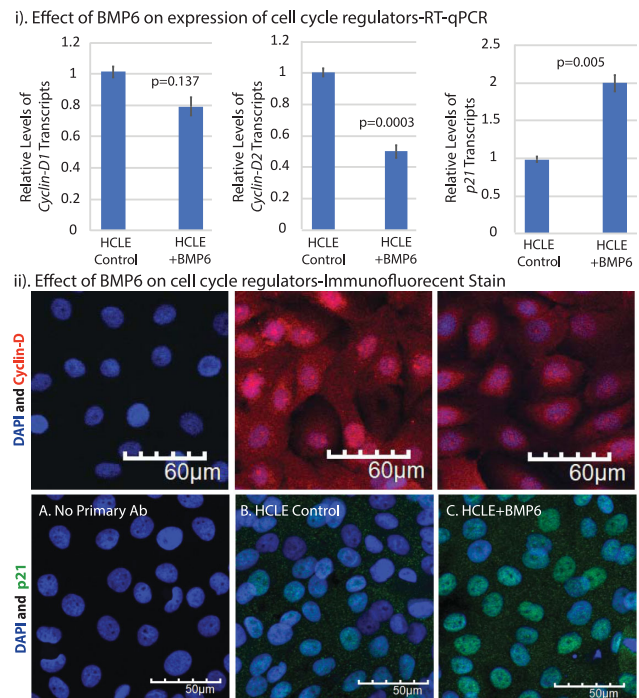 i). Effect of BMP6 on expression of cell cycle regulators-RT-qPCR
Relative Levels of
Cyclin-D1 Transcripts
1.2
1
0.8
0.6
0.4
0.2
0
p=0.137
HCLE
Control
HCLE
+BMP6
Relative Levels of
Cyclin-D2 Transcripts
1.2
1
0.8
0.6
0.4
0.2
0
p=0.0003
HCLE
Control
HCLE
+BMP6
Relative Levels of
p21 Transcripts
2.5
2
1.5
1
0.5
0
p=0.005
HCLE
Control
HCLE
+BMP6
ii). Effect of BMP6 on cell cycle regulators-Immunofluorecent Stain
DAPI and Cyclin-D
60μm
60μm
60μm
DAPI and p21
A. No Primary Ab
50μm
B. HCLE Control
50μm
C. HCLE+BMP6
50μm